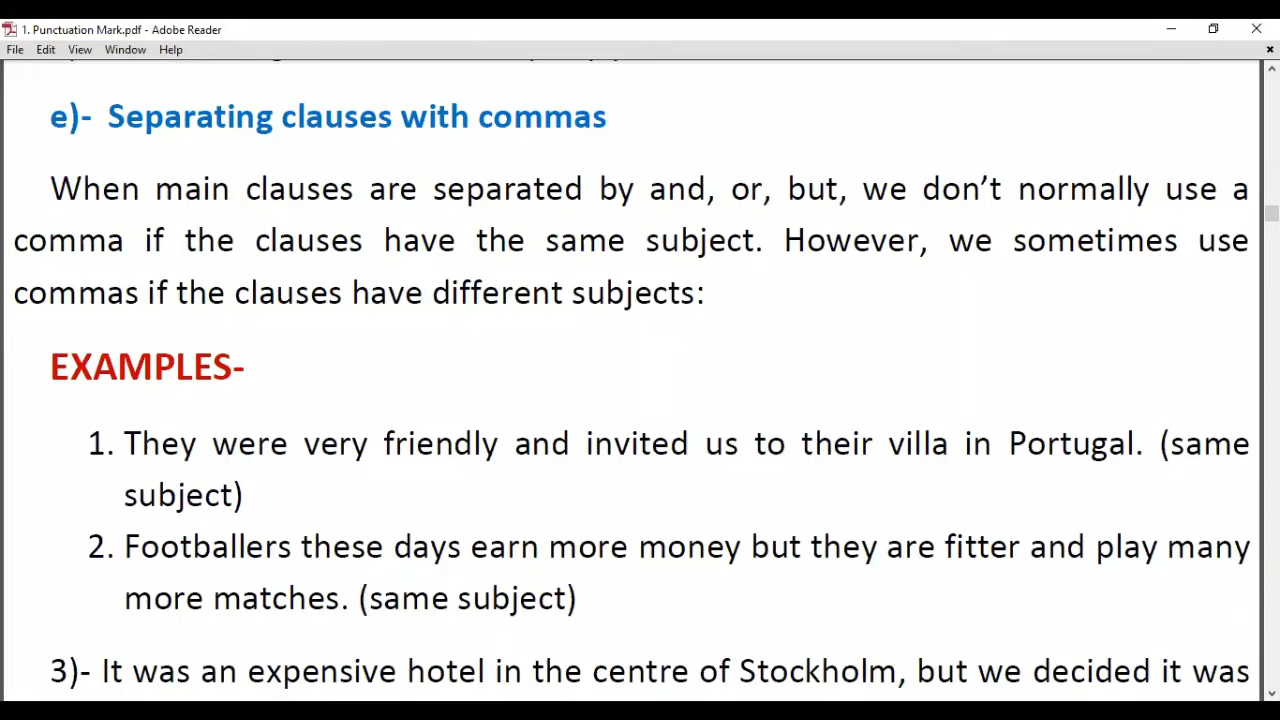 1. Punctuation Mark.pdf - Adobe Reader
File Edit View Window Help
e)- Separating clauses with commas
When main clauses are separated by and, or, but, we don’t normally use a
comma if the clauses have the same subject. However, we sometimes use
commas if the clauses have different subjects:
EXAMPLES-
1. They were very friendly and invited us to their villa in Portugal. (same
subject)
2. Footballers these days earn more money but they are fitter and play many
more matches. (same subject)
3)- It was an expensive hotel in the centre of Stockholm, but we decided it was